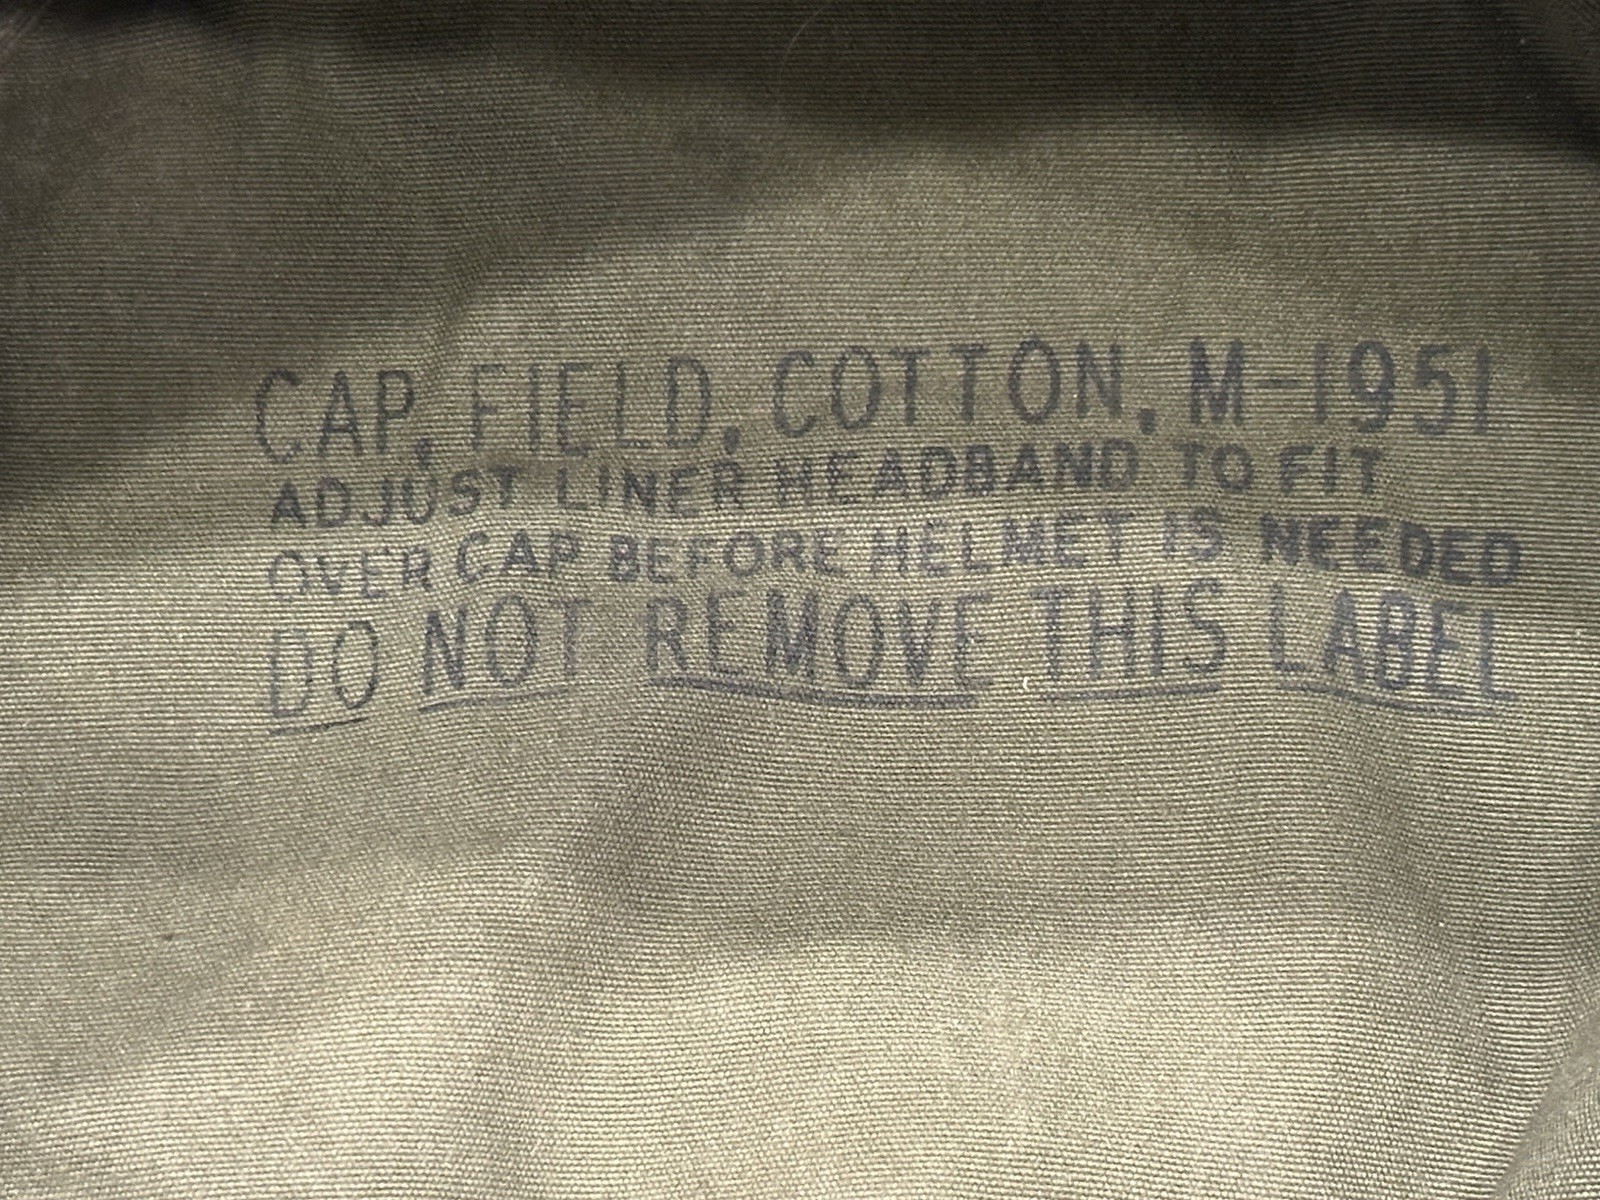 CAP, FIELD, COTTON, M-1951
ADJUST LINER HEADBAND TO FIT
OVER CAP BEFORE HELMET IS NEEDED
DO NOT REMOVE THIS LABEL